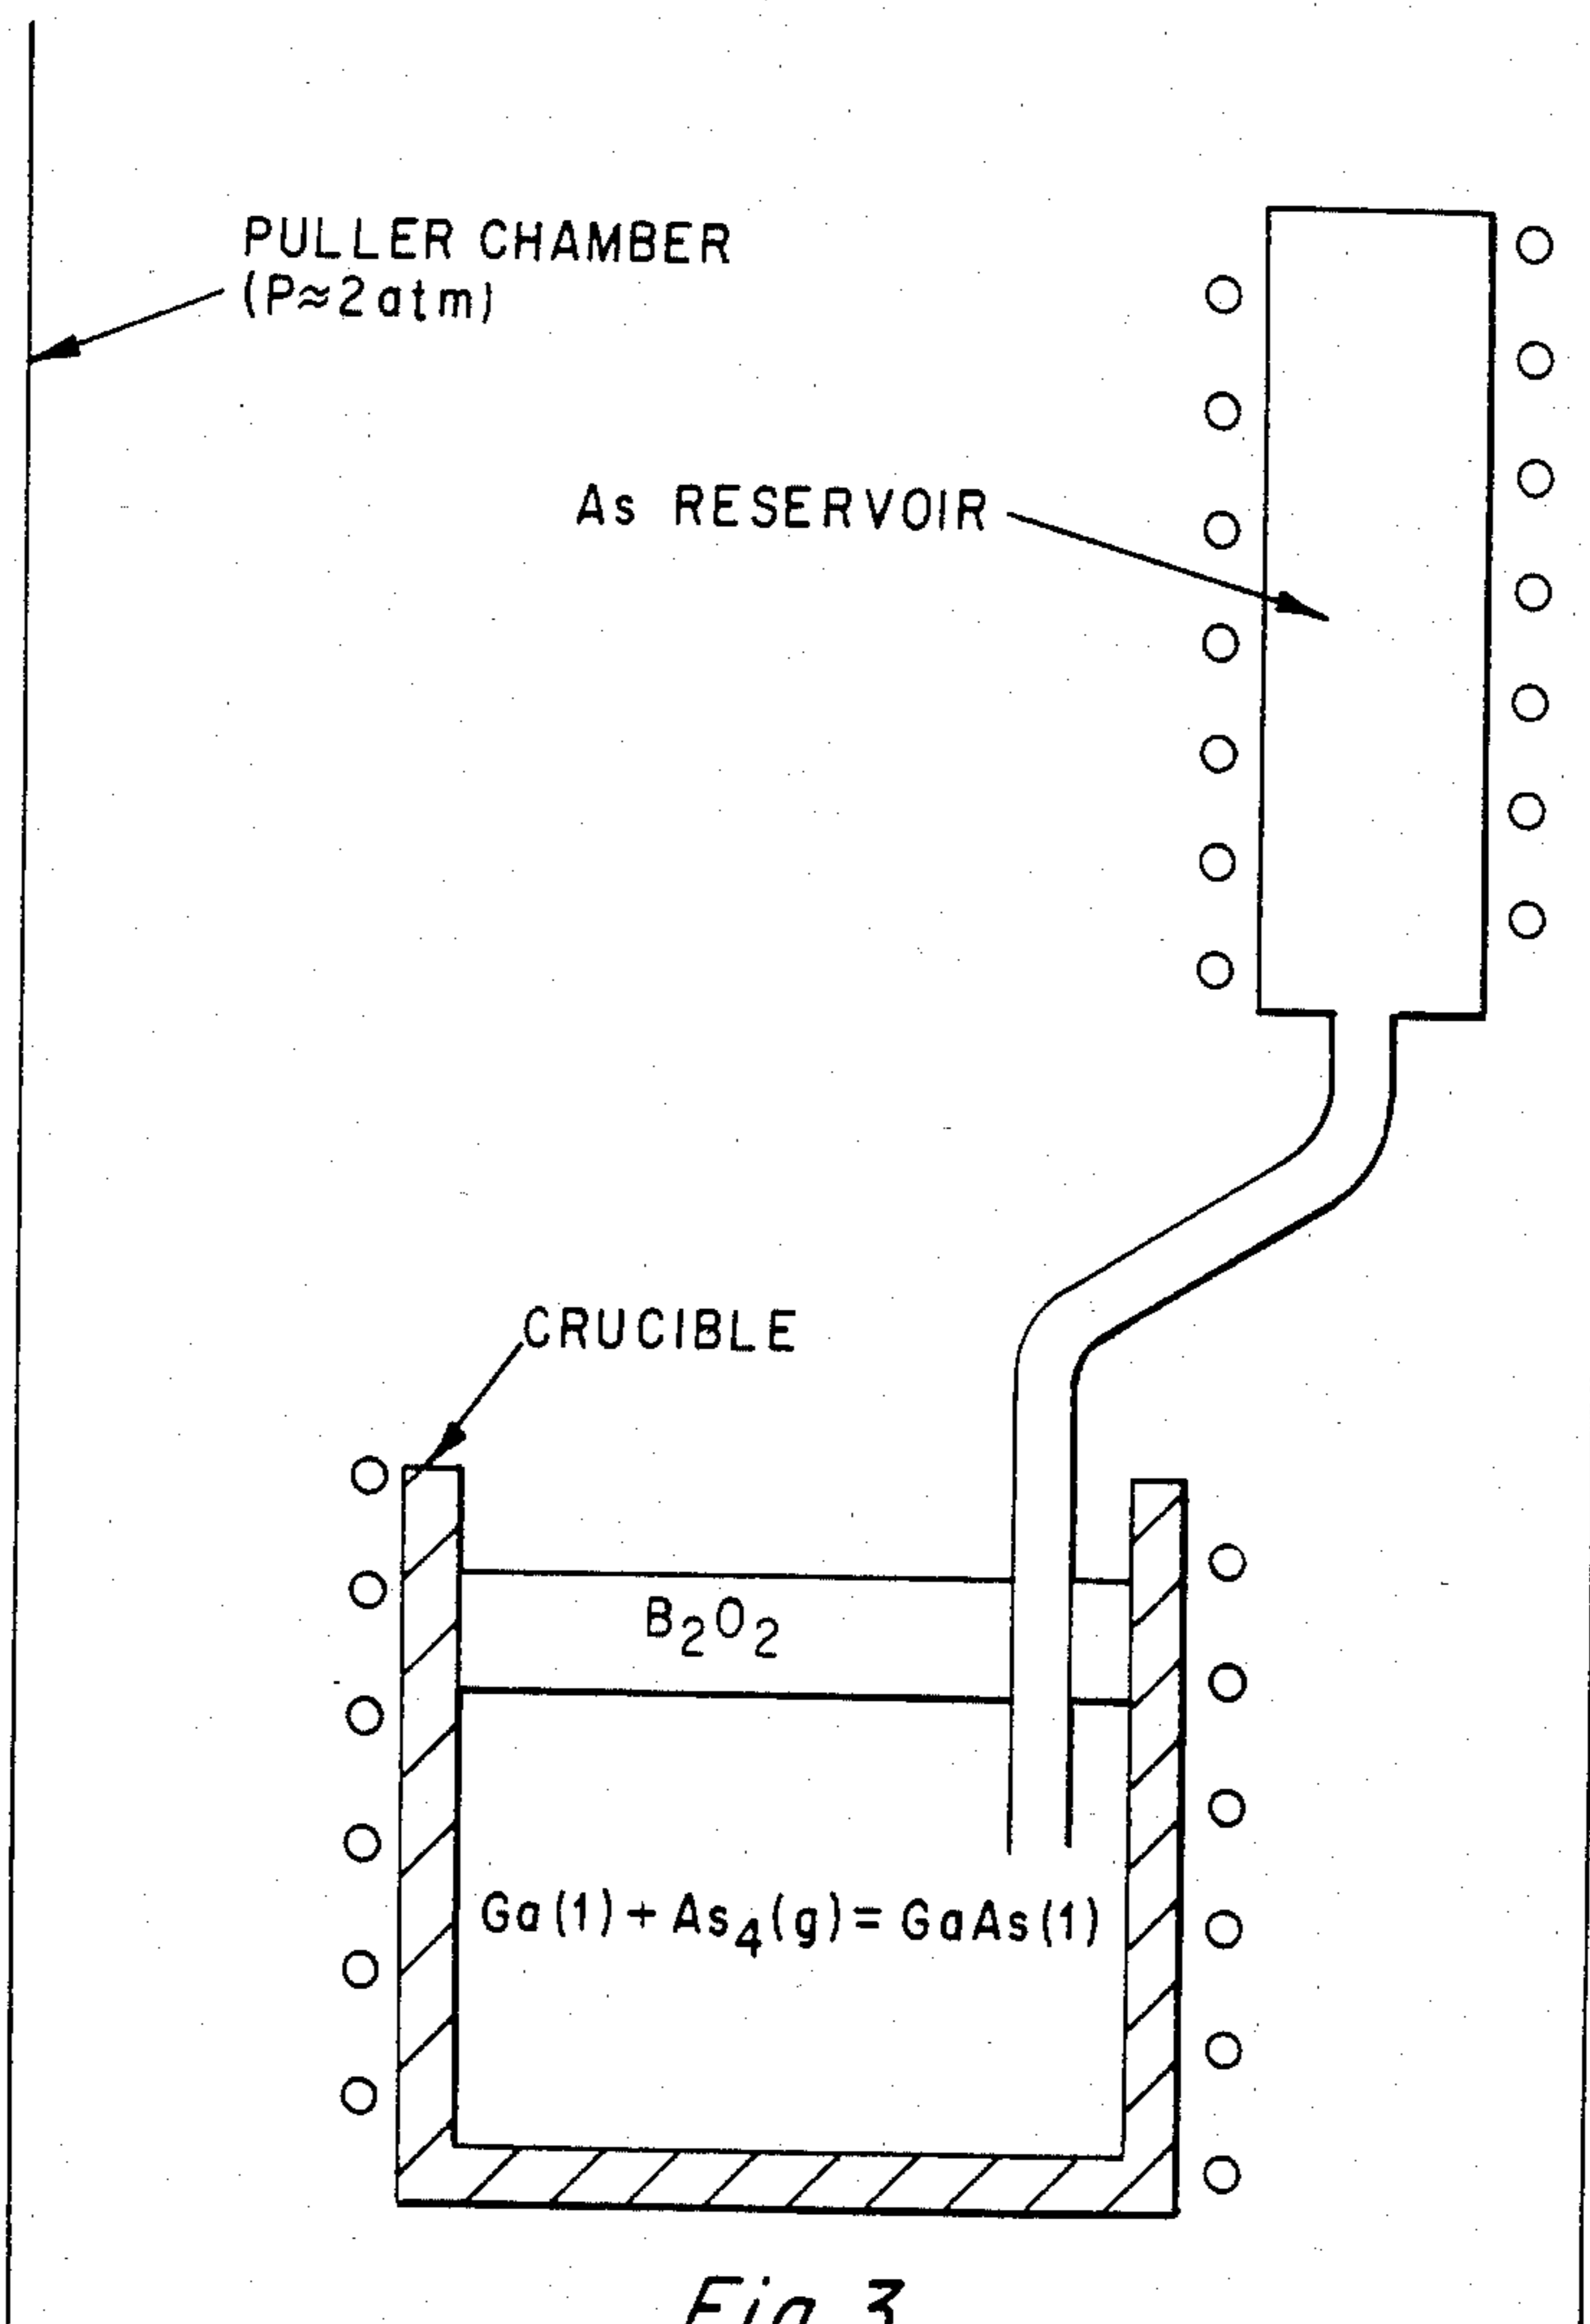 PULLER CHAMBER
(P≈2atm)
As RESERVOIR
CRUCIBLE
B₂O₂
Ga(1)+As₄(g)=GaAs(1)
Fig. 3